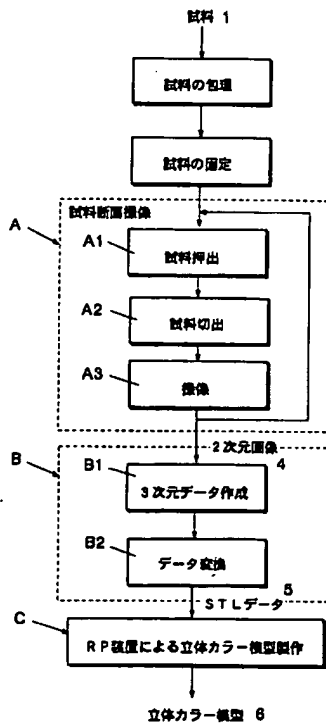 試料 1
試料の包埋
試料の固定
試料断面撮像
A
A1
試料押出
A2
試料切出
A3
撮像
2次元画像
4
B
B1
3次元データ作成
B2
データ変換
5
STLデータ
C
RP装置による立体カラー模型製作
立体カラー模型 6